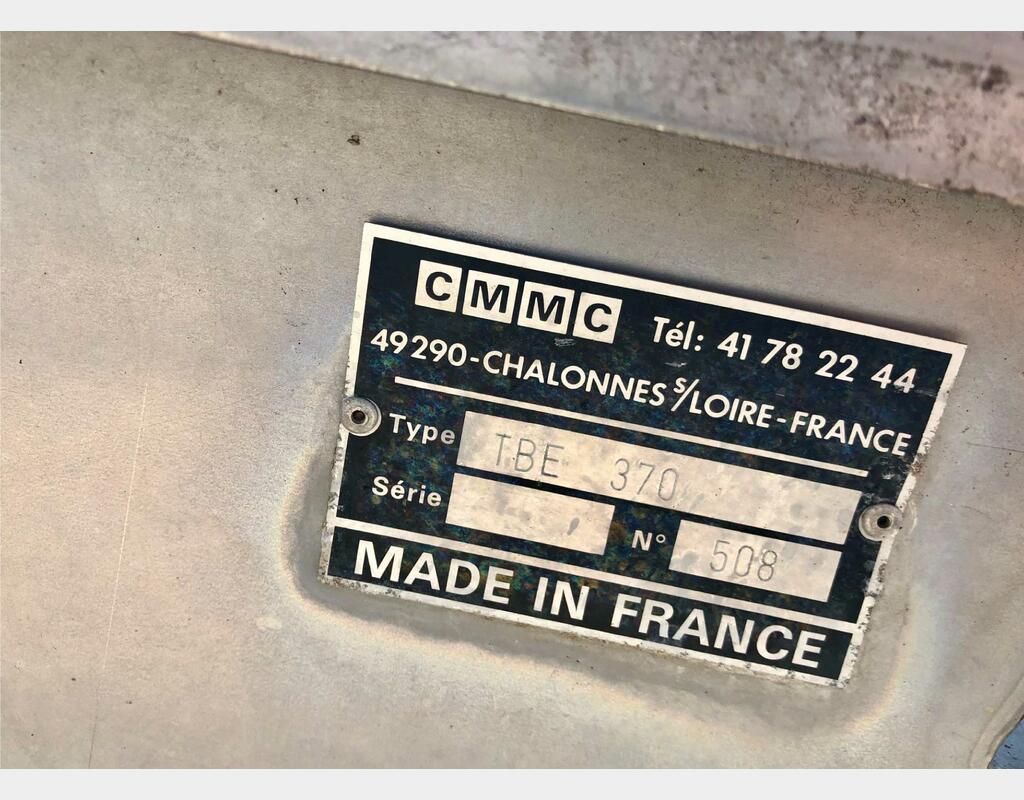 CMMC Tél: 41 78 22 44
49290-CHALONNES S/LOIRE-FRANCE
Type TBE 370
Série N° 508
MADE IN FRANCE